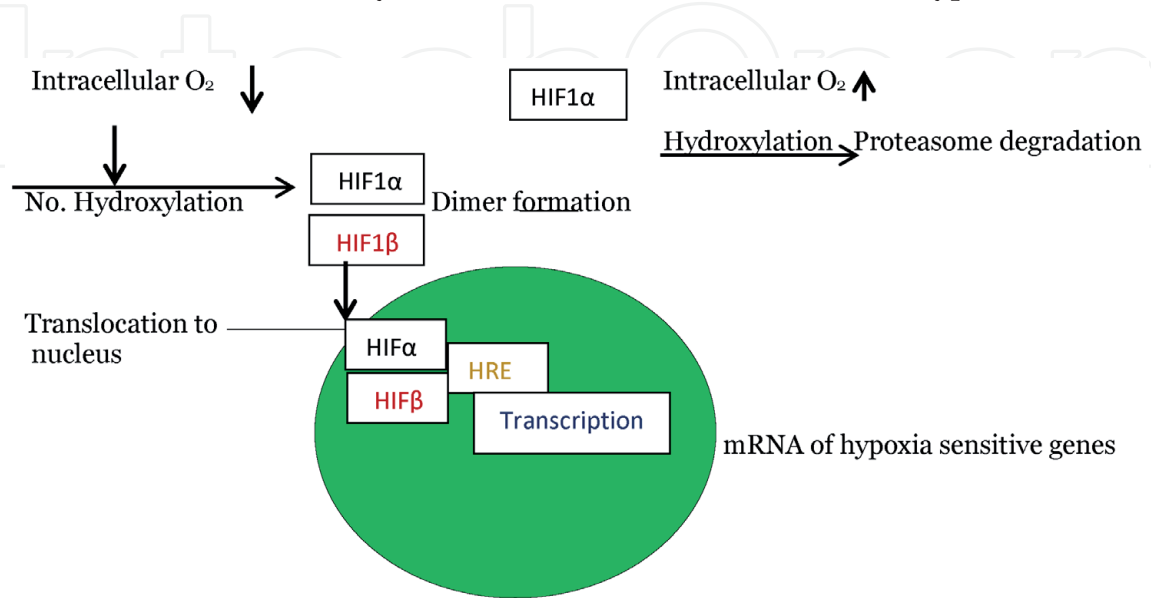 Intracellular O₂
HIF1α
Intracellular O₂
Hydroxylation
Proteasome degradation
No. Hydroxylation
HIF1α
Dimer formation
HIF1β
Translocation to
nucleus
HIFα
HRE
HIFβ
Transcription
mRNA of hypoxia sensitive genes